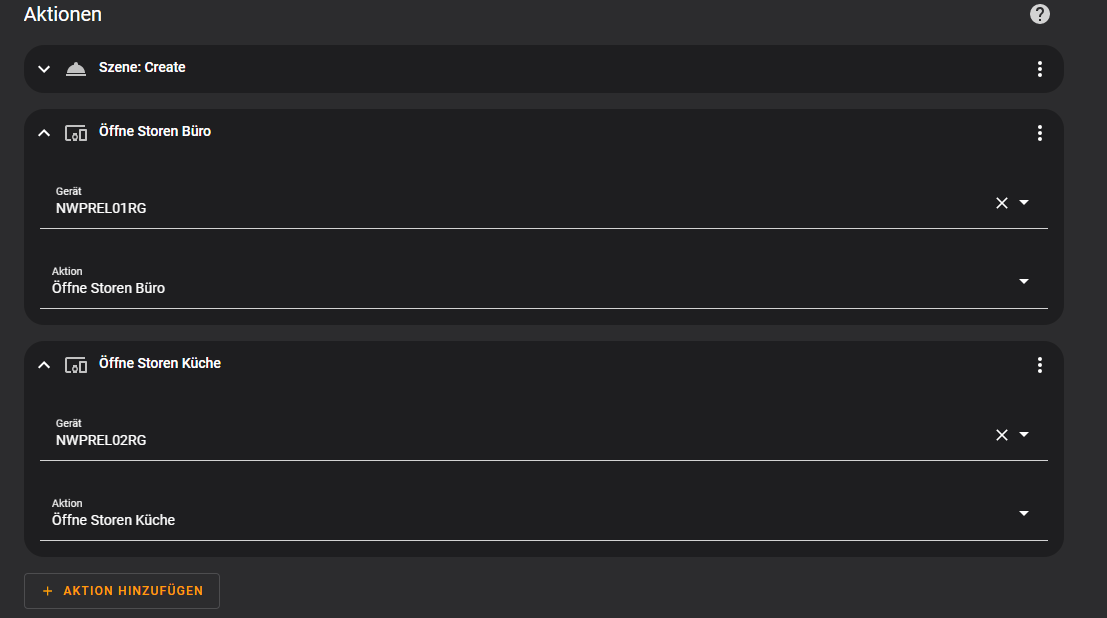 Aktionen
Szene: Create
Öffne Storen Büro
Gerät
NWPREL01RG
Aktion
Öffne Storen Büro
Öffne Storen Küche
Gerät
NWPREL02RG
Aktion
Öffne Storen Küche
+ AKTION HINZUFÜGEN